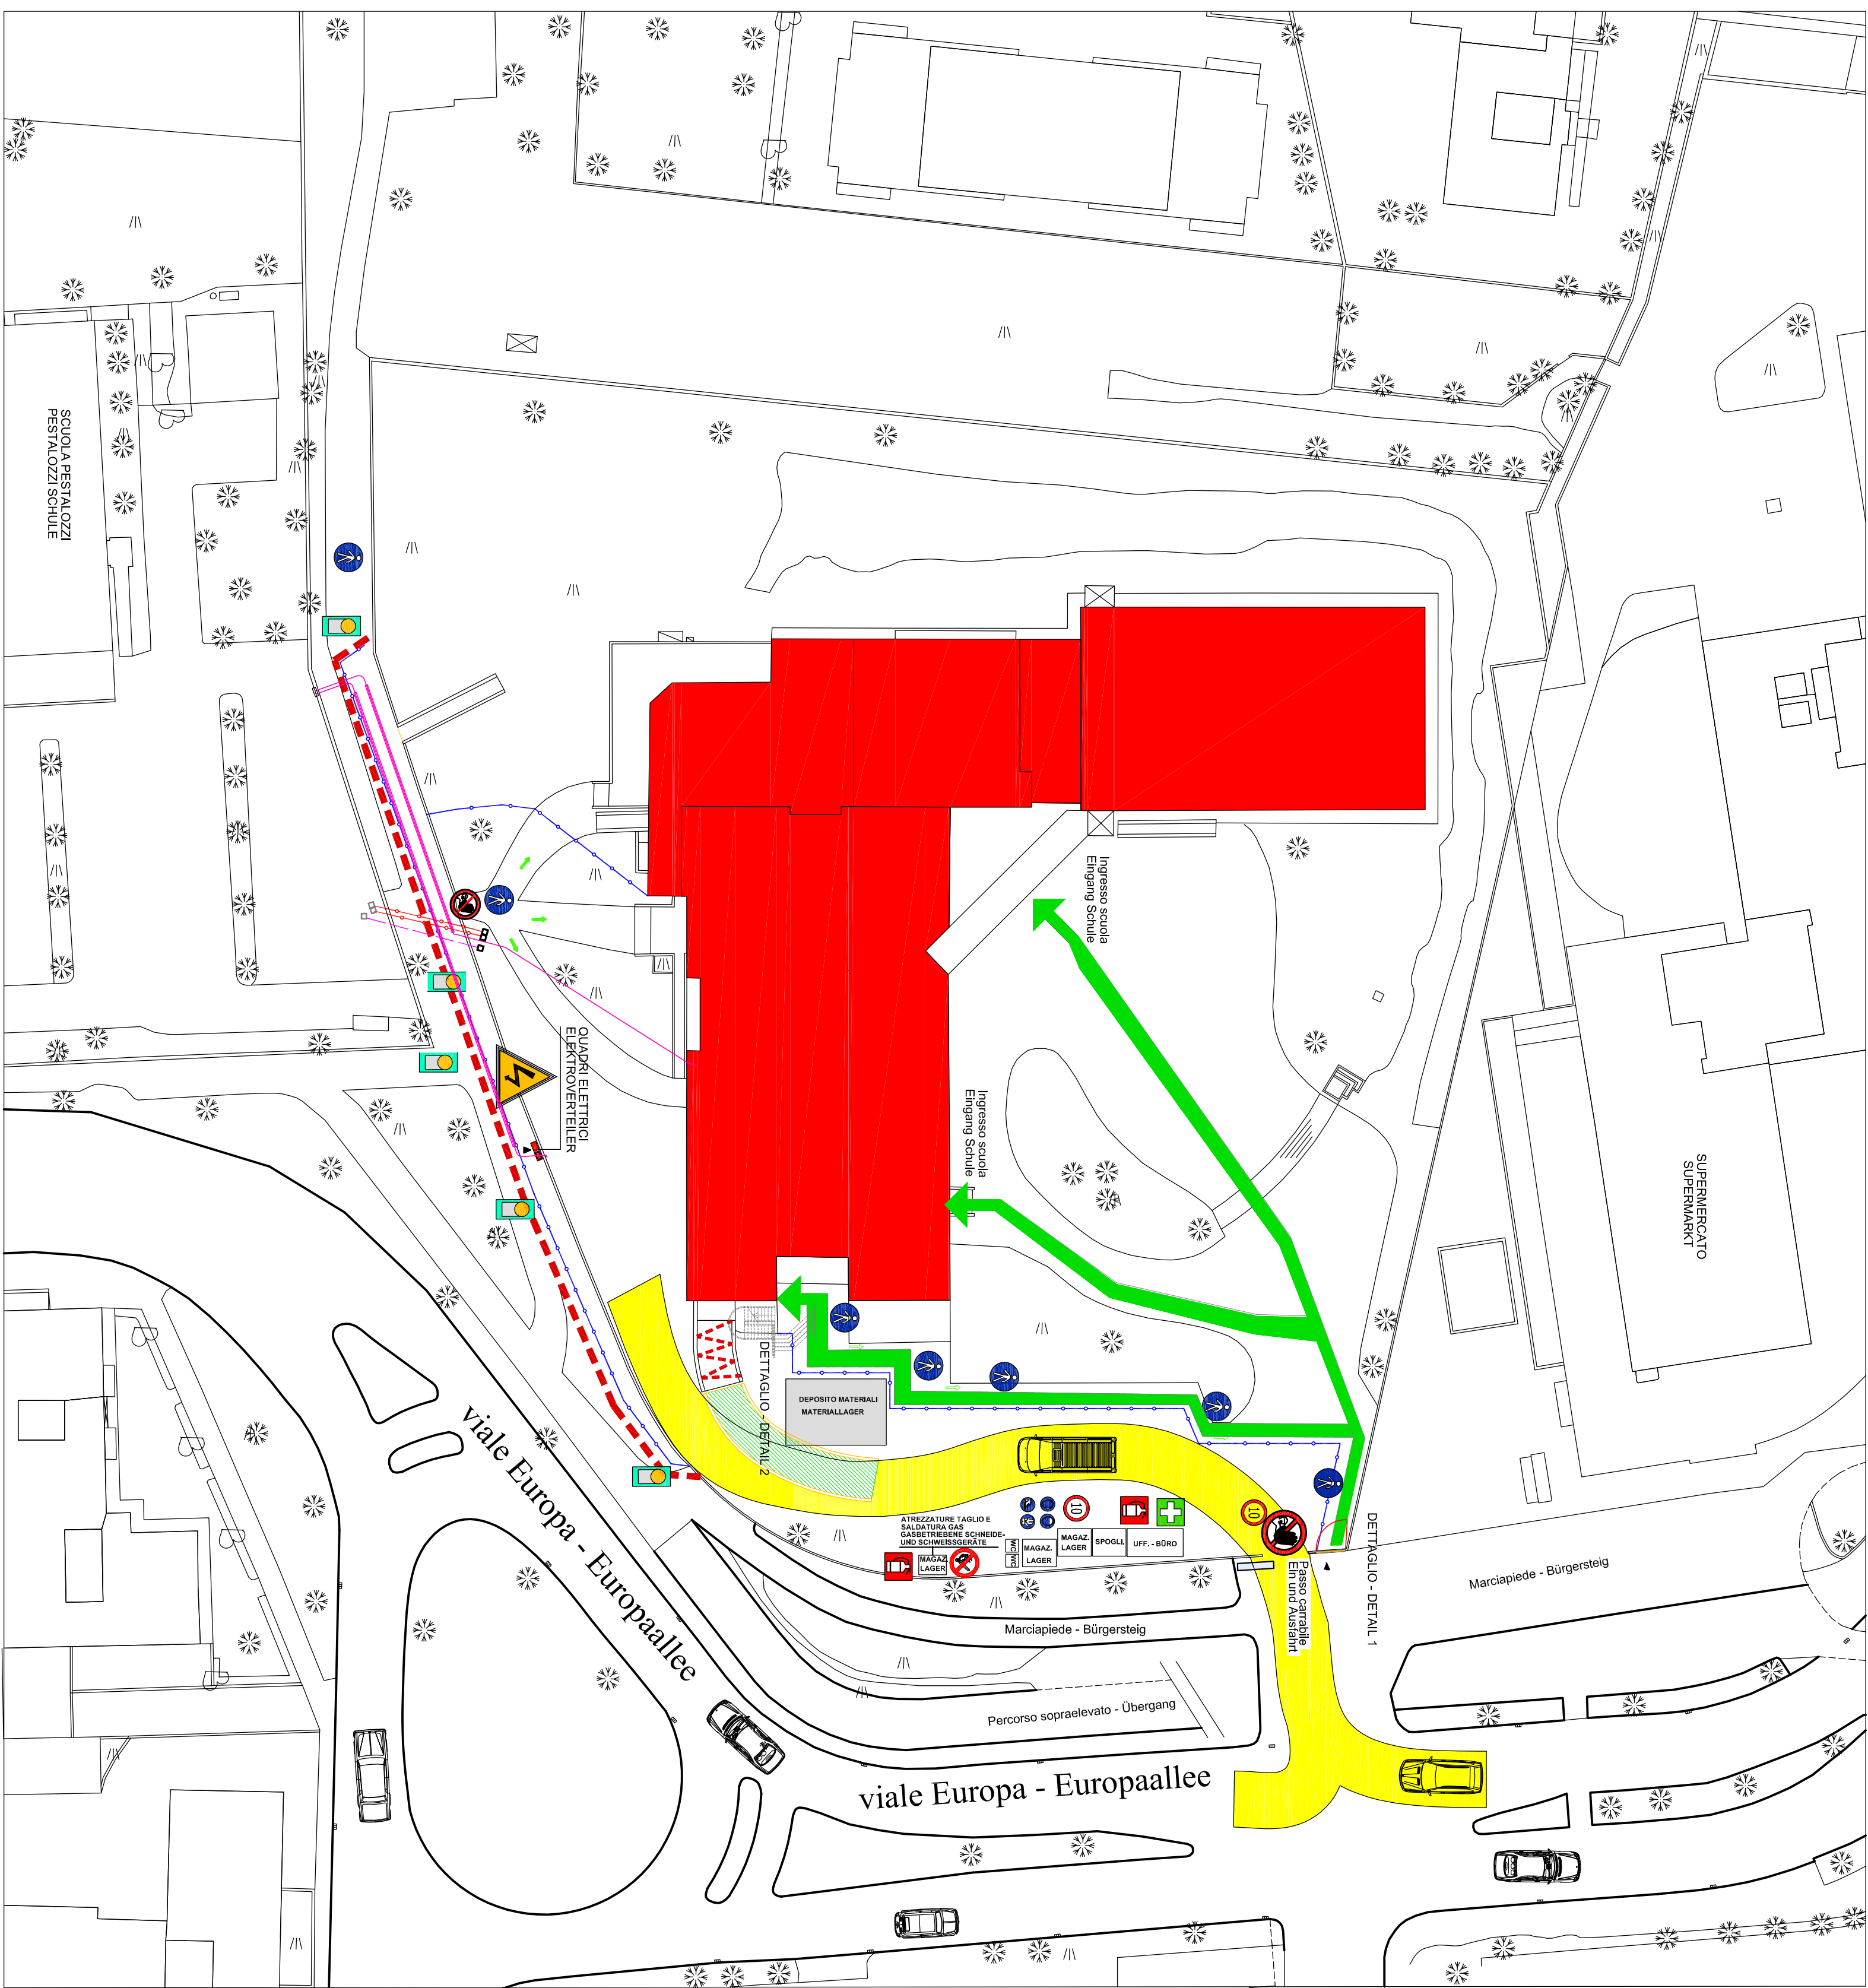 SCUOLA PESTALOZZI
PESTALOZZI SCHULE
Ingresso scuola
Eingang Schule
QUADRI ELETTRICI
ELEKTROVERTEILER
Ingresso scuola
Eingang Schule
SUPERMERCATO
SUPERMARKT
DETTAGLIO - DETAIL 2
DEPOSITO MATERIALI
MATERIALLAGER
viale Europa - Europaallee
ATREZZATURE TAGLIO E
SALDATURA GAS
GASBETRIEBENE SCHNEIDE-
UND SCHWEISSGERÄTE
MAGAZ.
LAGER
WC
WC
MAGAZ.
LAGER
10
MAGAZ.
LAGER
SPOGLI.
UFF. - BÜRO
10
Passo carrabile
Ein und Ausfahrt
DETTAGLIO - DETAIL 1
Marciapiede - Bürgersteig
Marciapiede - Bürgersteig
Percorso sopraelevato - Übergang
viale Europa - Europaallee